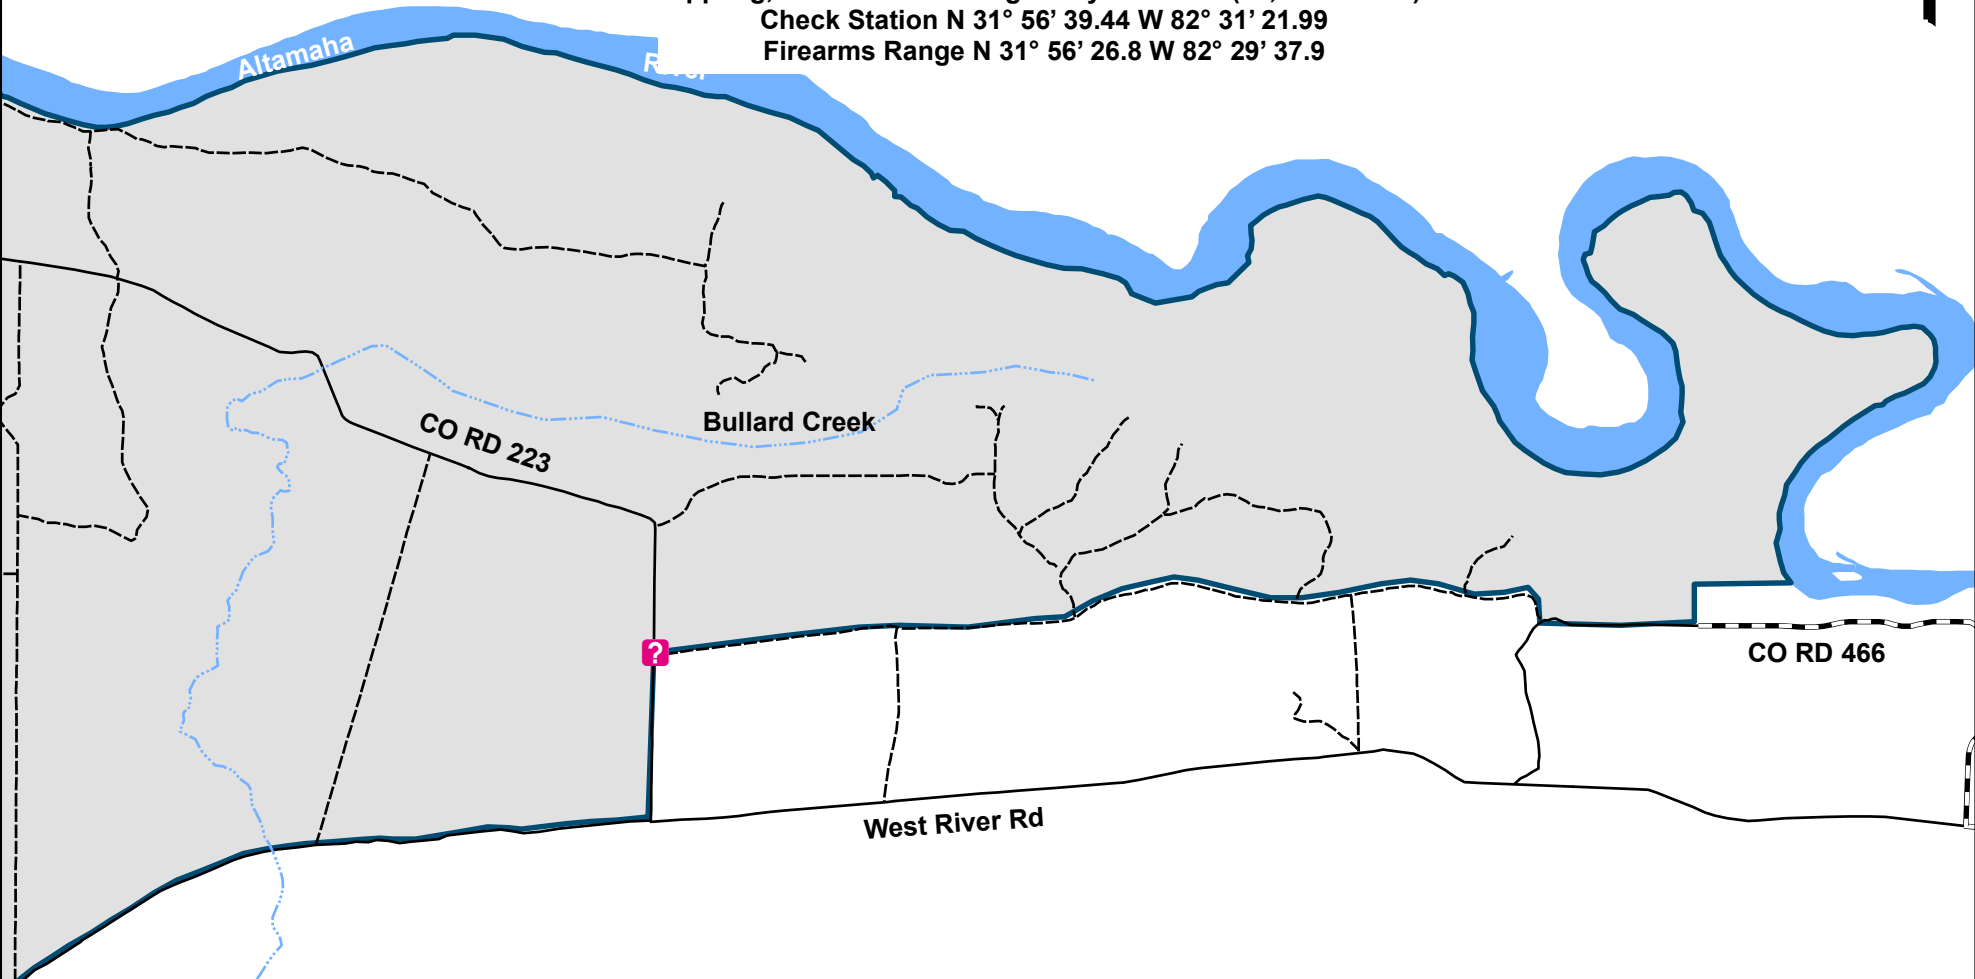 Check Station N 31° 56’ 39.44 W 82° 31’ 21.99
Firearms Range N 31° 56’ 26.8 W 82° 29’ 37.9
Altamaha
River
Bullard Creek
CO RD 223
?
CO RD 466
West River Rd